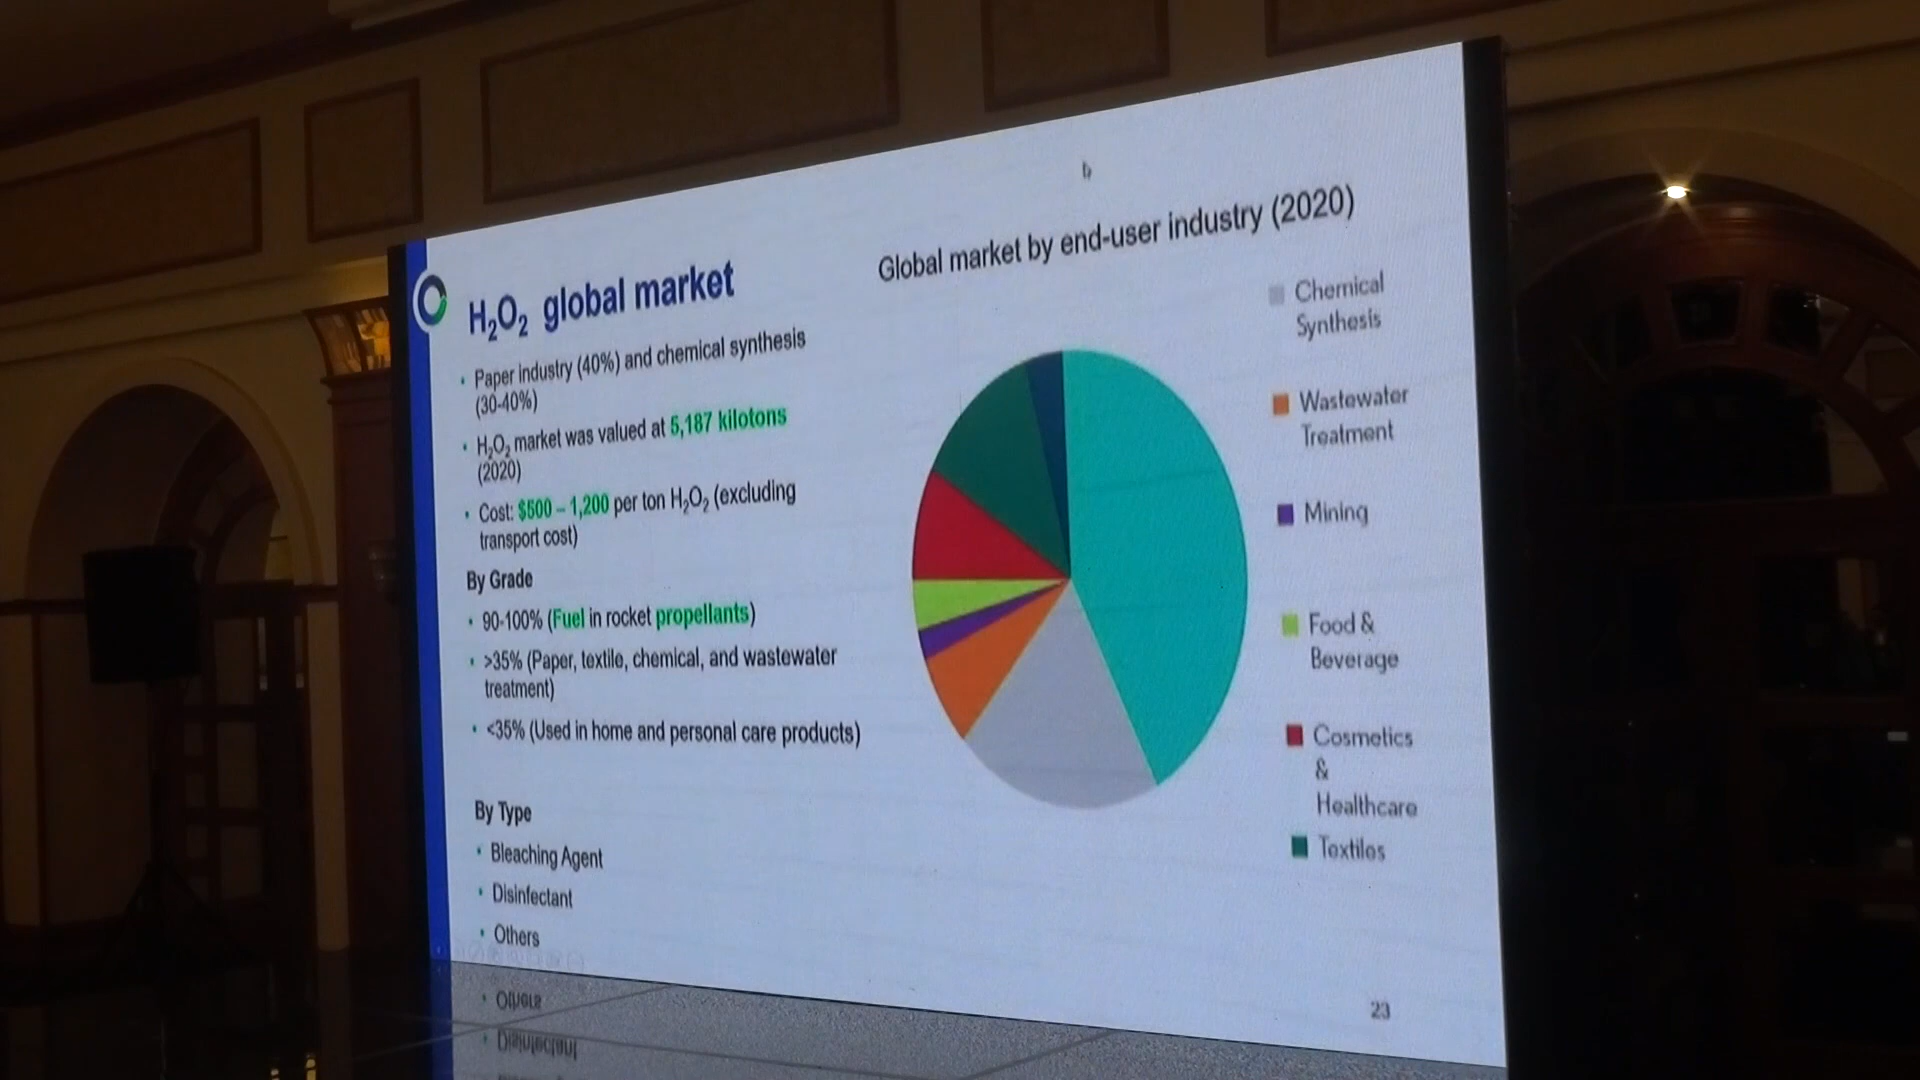 H₂O₂ global market
• Paper industry (40%) and chemical synthesis
(30-40%)
• H₂O₂ market was valued at 5,187 kilotons
(2020)
• Cost: $500 – 1,200 per ton H₂O₂ (excluding
transport cost)
By Grade
• 90-100% (Fuel in rocket propellants)
• >35% (Paper, textile, chemical, and wastewater
treatment)
• <35% (Used in home and personal care products)
By Type
• Bleaching Agent
• Disinfectant
• Others
Global market by end-user industry (2020)
Chemical
Synthesis
Wastewater
Treatment
Mining
Food &
Beverage
Cosmetics
&
Healthcare
Textiles
23